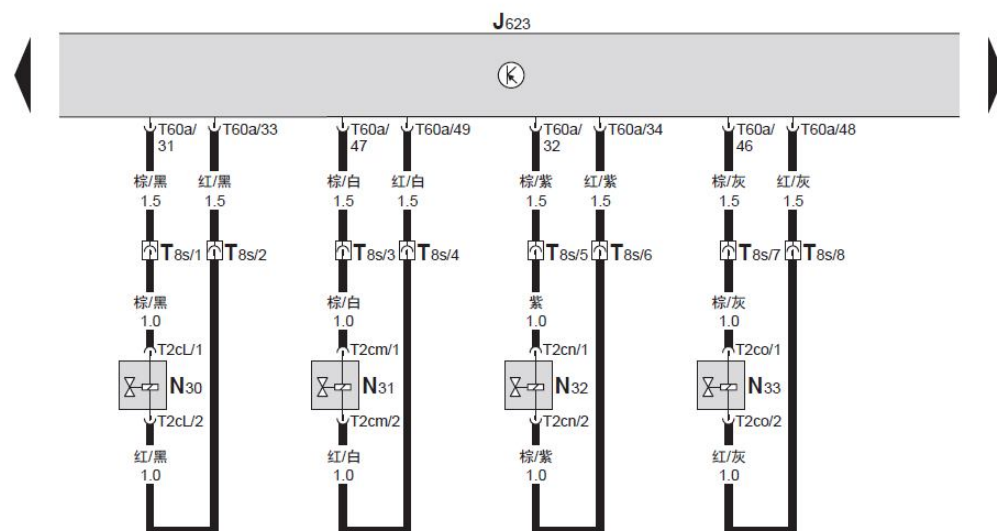 J623
T60a/31
T60a/33
T60a/47
T60a/49
T60a/32
T60a/34
T60a/46
T60a/48
棕/黑 1.5
红/黑 1.5
棕/白 1.5
红/白 1.5
棕/紫 1.5
红/紫 1.5
棕/灰 1.5
红/灰 1.5
T8s/1
T8s/2
T8s/3
T8s/4
T8s/5
T8s/6
T8s/7
T8s/8
棕/黑 1.0
棕/白 1.0
紫 1.0
棕/灰 1.0
T2cL/1
T2cm/1
T2cn/1
T2co/1
N30
N31
N32
N33
T2cL/2
T2cm/2
T2cn/2
T2co/2
红/黑 1.0
红/白 1.0
棕/紫 1.0
红/灰 1.0